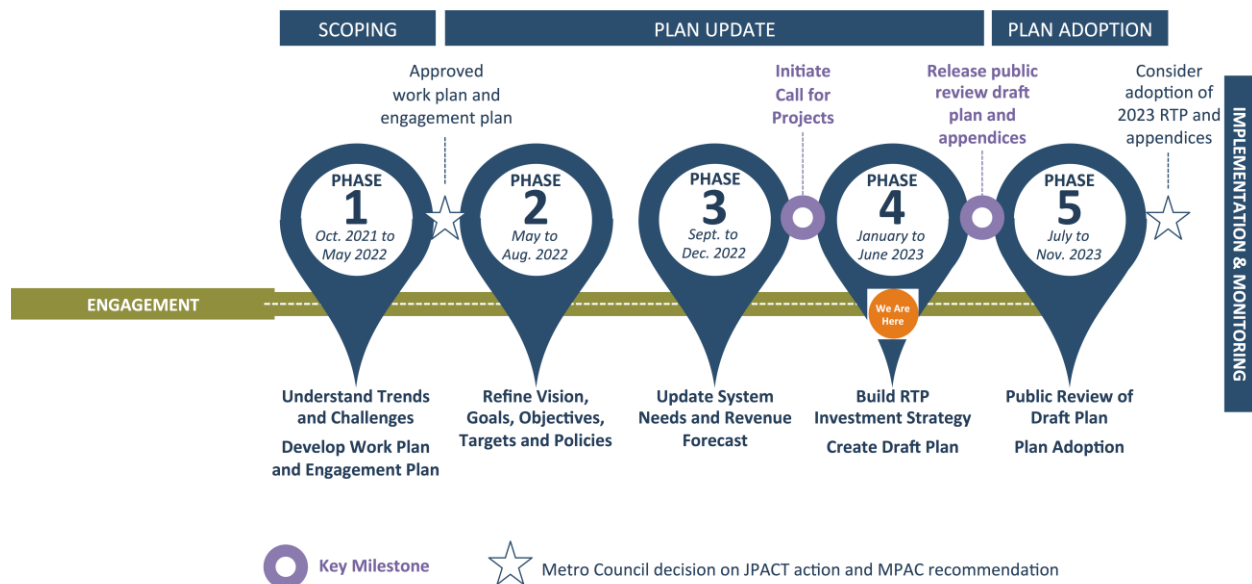 SCOPING
PLAN UPDATE
PLAN ADOPTION
Approved
work plan and
engagement plan
Initiate
Call for
Projects
Release public
review draft
plan and
appendices
Consider
adoption of
2023 RTP and
appendices
IMPLEMENTATION & MONITORING
PHASE
1
Oct. 2021 to
May 2022
PHASE
2
May to
Aug. 2022
PHASE
3
Sept. to
Dec. 2022
PHASE
4
January to
June 2023
PHASE
5
July to
Nov. 2023
ENGAGEMENT
We Are
Here
Understand Trends
and Challenges
Develop Work Plan
and Engagement Plan
Refine Vision,
Goals, Objectives,
Targets and Policies
Update System
Needs and Revenue
Forecast
Build RTP
Investment Strategy
Create Draft Plan
Public Review of
Draft Plan
Plan Adoption
Key Milestone
Metro Council decision on JPACT action and MPAC recommendation